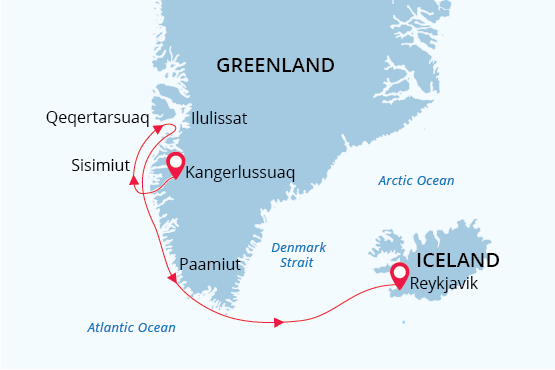 GREENLAND
Qeqertarsuaq
Ilulissat
Sisimiut
Kangerlussuaq
Arctic Ocean
Denmark
Strait
Paamiut
ICELAND
Reykjavik
Atlantic Ocean